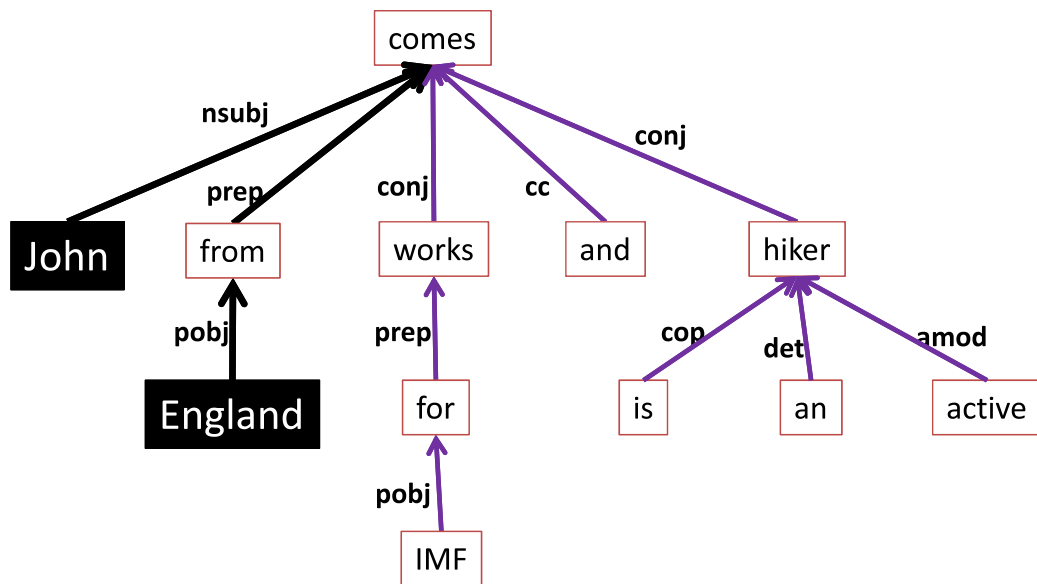 comes
nsubj
conj
prep
conj
cc
John
from
works
and
hiker
pobj
prep
cop
det
amod
England
for
is
an
active
pobj
IMF